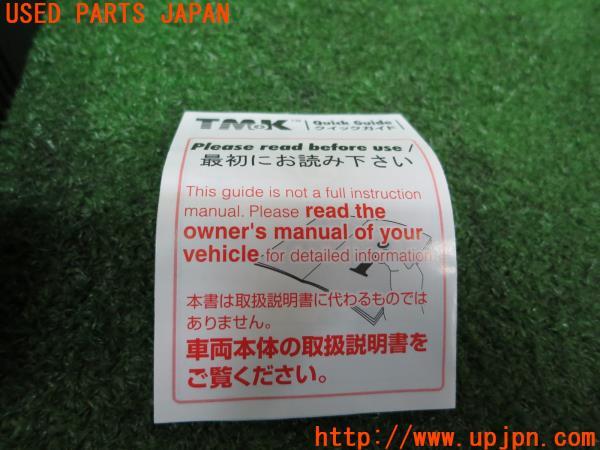 USED PARTS JAPAN
TMK™ Quick Guide
クイックガイド
Please read before use /
最初にお読み下さい
This guide is not a full instruction
manual. Please read the
owner's manual of your
vehicle for detailed information
本書は取扱説明書に代わるものでは
ありません。
車両本体の取扱説明書を
ご覧ください。
http://www.upjpn.com